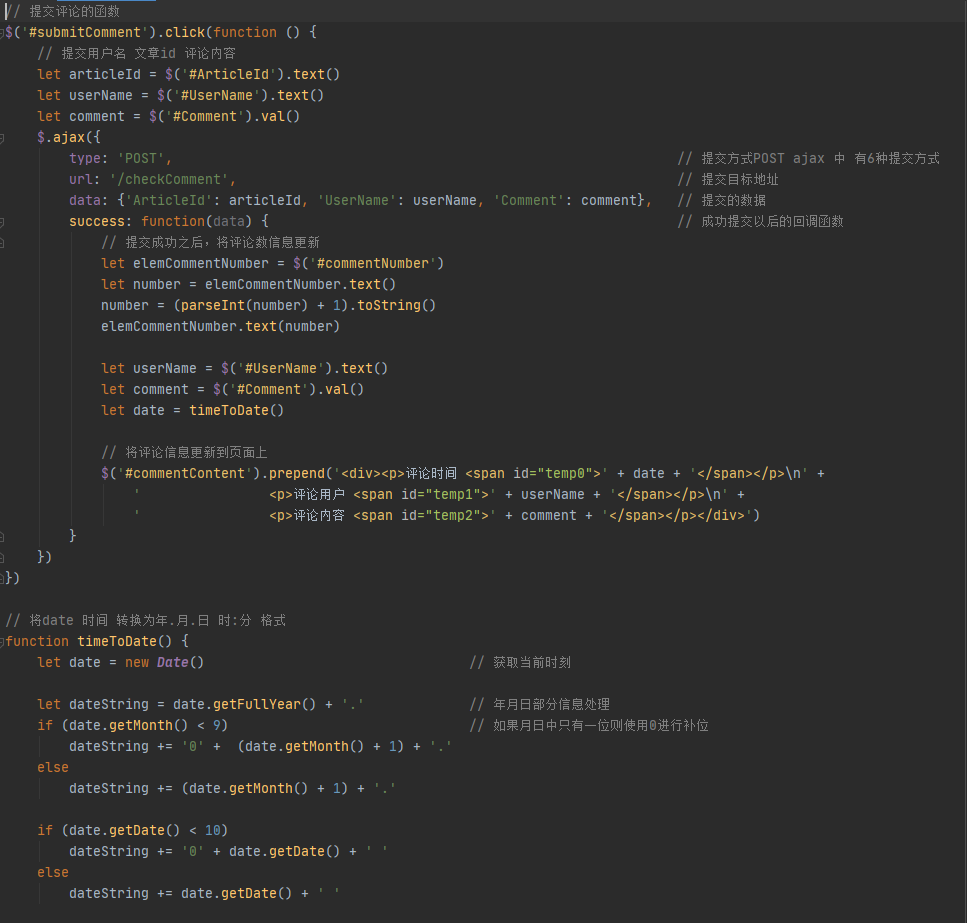 // 提交评论的函数
$('#submitComment').click(function () {
    // 提交用户名 文章id 评论内容
    let articleId = $('#ArticleId').text()
    let userName = $('#UserName').text()
    let comment = $('#Comment').val()
    $.ajax({
        type: 'POST',                                                               // 提交方式POST ajax 中 有6种提交方式
        url: '/checkComment',                                                       // 提交目标地址
        data: {'ArticleId': articleId, 'UserName': userName, 'Comment': comment},   // 提交的数据
        success: function(data) {                                                   // 成功提交以后的回调函数
            // 提交成功之后，将评论数信息更新
            let elemCommentNumber = $('#commentNumber')
            let number = elemCommentNumber.text()
            number = (parseInt(number) + 1).toString()
            elemCommentNumber.text(number)

            let userName = $('#UserName').text()
            let comment = $('#Comment').val()
            let date = timeToDate()

            // 将评论信息更新到页面上
            $('#commentContent').prepend('<div><p>评论时间 <span id="temp0">' + date + '</span></p>\n' +
                '                <p>评论用户 <span id="temp1">' + userName + '</span></p>\n' +
                '                <p>评论内容 <span id="temp2">' + comment + '</span></p></div>')
        }
    })
})

// 将date 时间 转换为年.月.日 时:分 格式
function timeToDate() {
    let date = new Date()                                 // 获取当前时刻

    let dateString = date.getFullYear() + '.'             // 年月日部分信息处理
    if (date.getMonth() < 9)                              // 如果月日中只有一位则使用0进行补位
        dateString += '0' +  (date.getMonth() + 1) + '.'
    else
        dateString += (date.getMonth() + 1) + '.'

    if (date.getDate() < 10)
        dateString += '0' + date.getDate() + ' '
    else
        dateString += date.getDate() + ' '